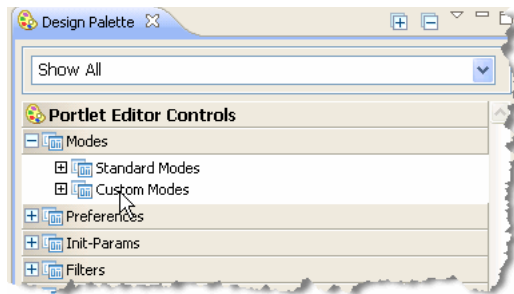 Design Palette
Show All
Portlet Editor Controls
Modes
Standard Modes
Custom Modes
Preferences
Init-Params
Filters